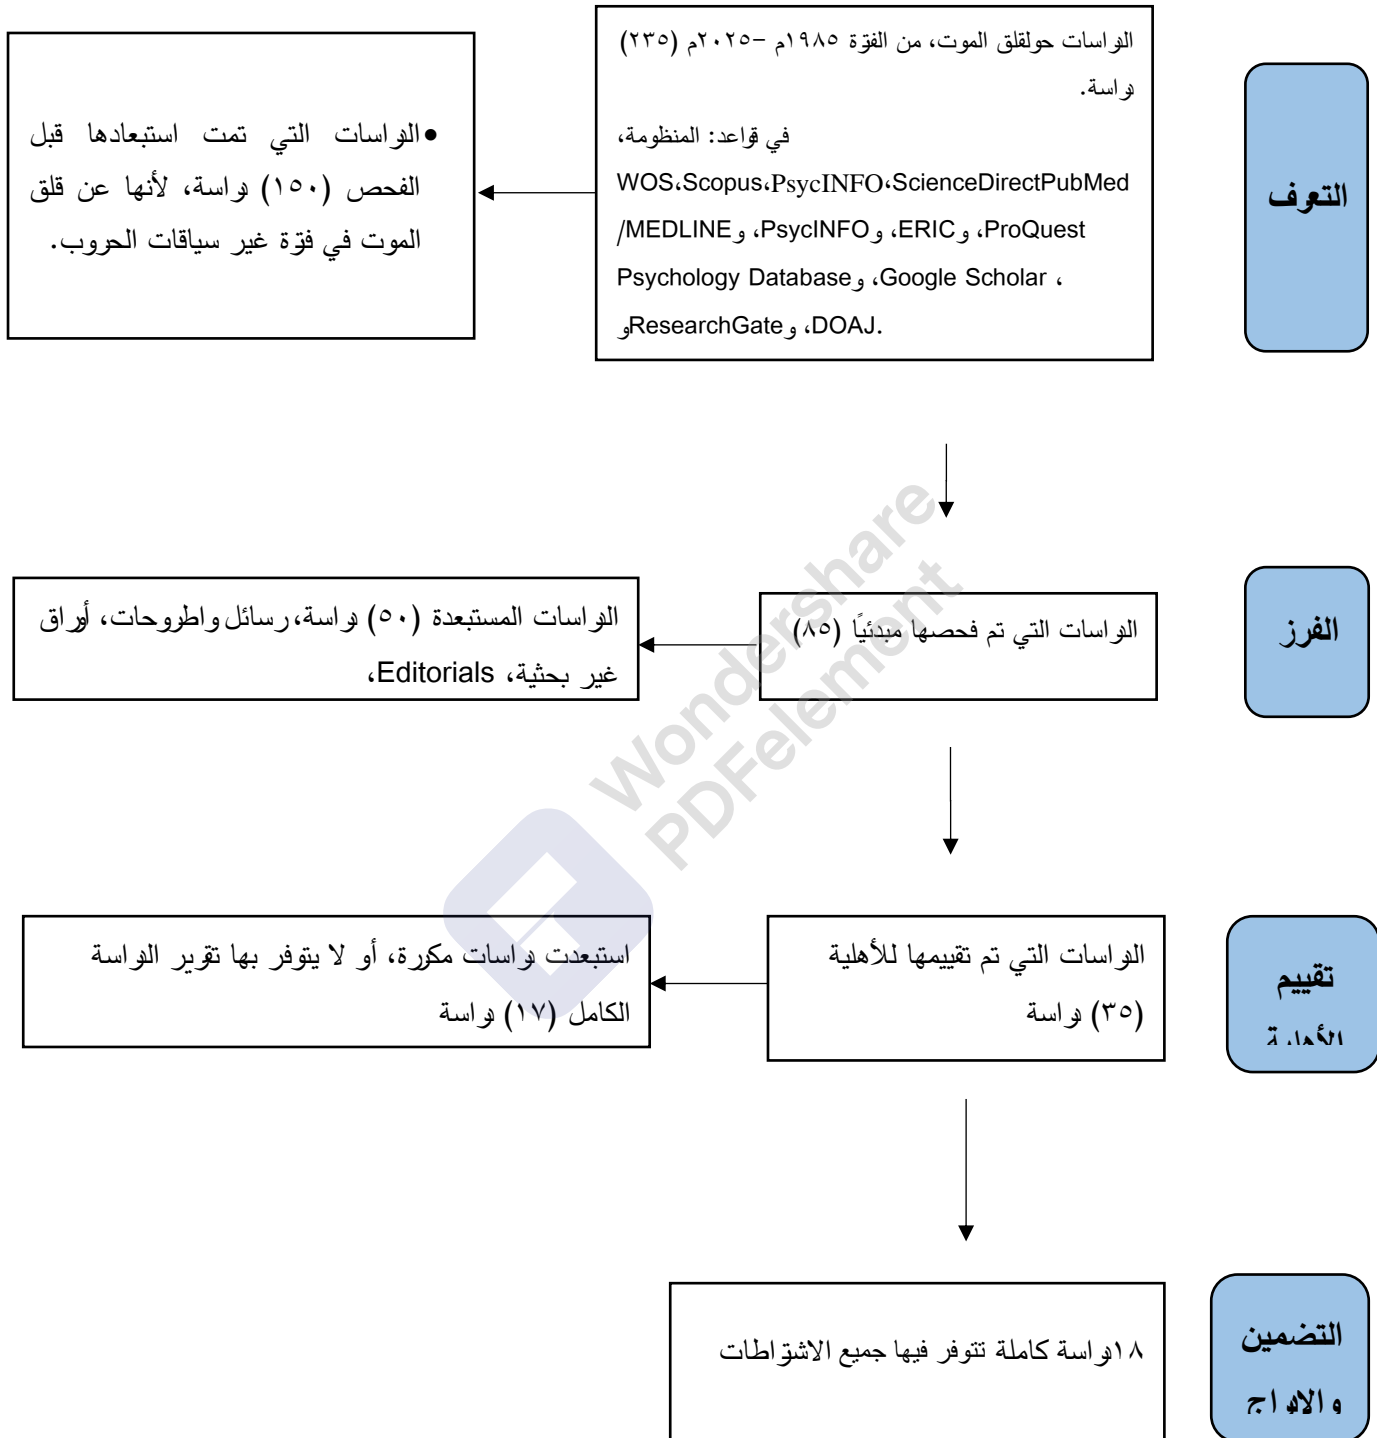 الدراسات حولقلق الموت، من الفترة ١٩٨٥م -٢٠٢٥م (٢٣٥)
دراسة.
في قواعد: المنظومة،
WOS،Scopus،PsycINFO،ScienceDirectPubMed
/MEDLINE، وPsycINFO، وERIC، وProQuest
Psychology Database، وGoogle Scholar ،
وResearchGate، وDOAJ.
التعرف
•الدراسات التي تمت استبعادها قبل
الفحص (١٥٠) دراسة، لأنها عن قلق
الموت في فترة غير سياقات الحروب.
الدراسات التي تم فحصها مبدئيًا (٨٥)
الفرز
الدراسات المستبعدة (٥٠) دراسة، رسائل واطروحات، أوراق
غير بحثية، Editorials،
Wondershare
PDFelement
الدراسات التي تم تقييمها للأهلية
(٣٥) دراسة
تقييم
الأهلية
استبعدت دراسات مكررة، أو لا يتوفر بها تقرير الدراسة
الكامل (١٧) دراسة
١٨دراسة كاملة تتوفر فيها جميع الاشتراطات
التضمين
والادراج